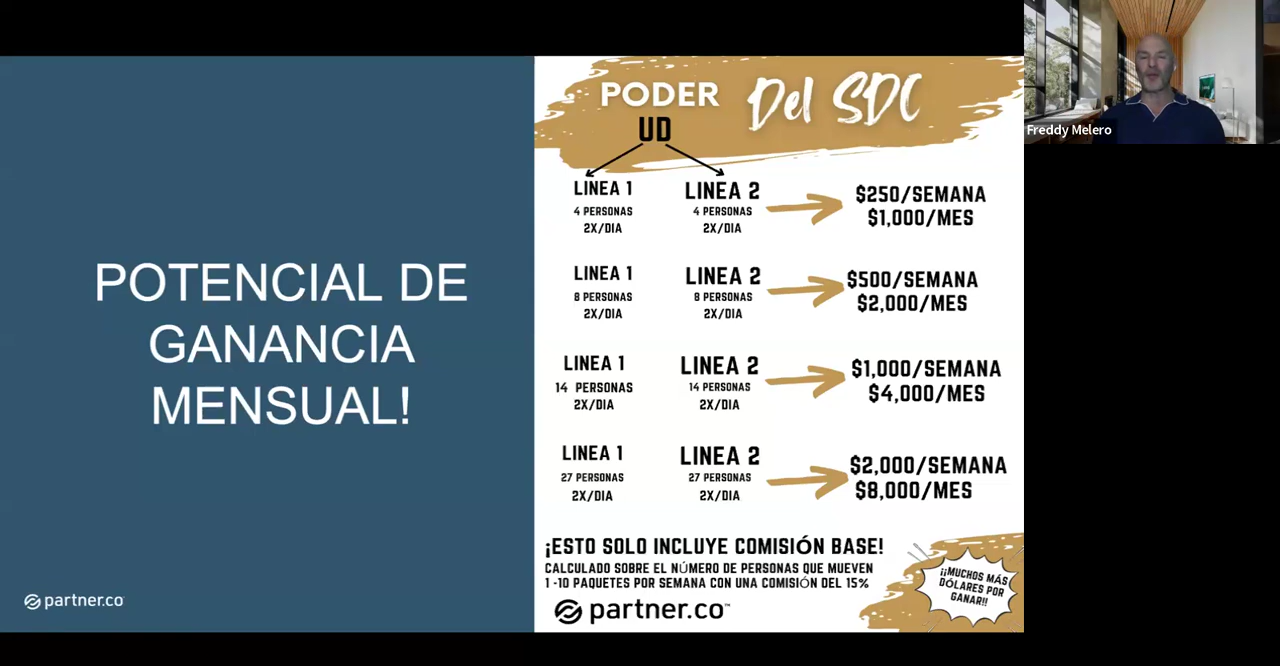 POTENCIAL DE
GANANCIA
MENSUAL!
partner.co
PODER Del SDC
UD
LINEA 1 LINEA 2 $250/SEMANA
4 PERSONAS 4 PERSONAS $1,000/MES
2X/DIA 2X/DIA
LINEA 1 LINEA 2 $500/SEMANA
8 PERSONAS 8 PERSONAS $2,000/MES
2X/DIA 2X/DIA
LINEA 1 LINEA 2 $1,000/SEMANA
14 PERSONAS 14 PERSONAS $4,000/MES
2X/DIA 2X/DIA
LINEA 1 LINEA 2 $2,000/SEMANA
27 PERSONAS 27 PERSONAS $8,000/MES
2X/DIA 2X/DIA
¡ESTO SOLO INCLUYE COMISIÓN BASE!
CALCULADO SOBRE EL NÚMERO DE PERSONAS QUE MUEVEN
1 -10 PAQUETES POR SEMANA CON UNA COMISIÓN DEL 15%
partner.co™
¡¡MUCHOS MÁS
DÓLARES POR
GANAR!!
Freddy Melero